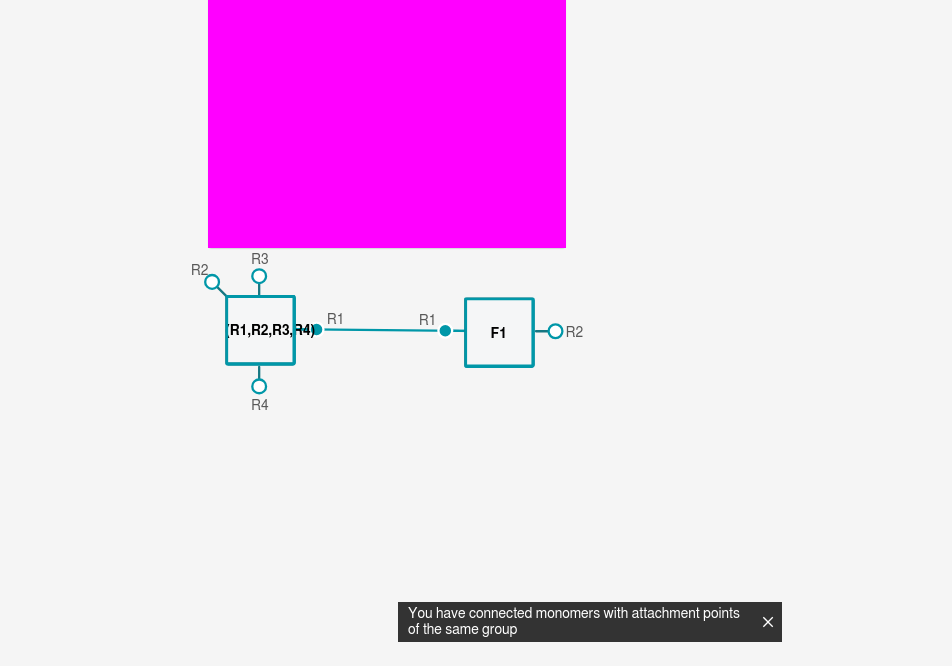 R3
R2
(R1,R2,R3,R4)
R1
R1
F1
R2
R4
You have connected monomers with attachment points
of the same group